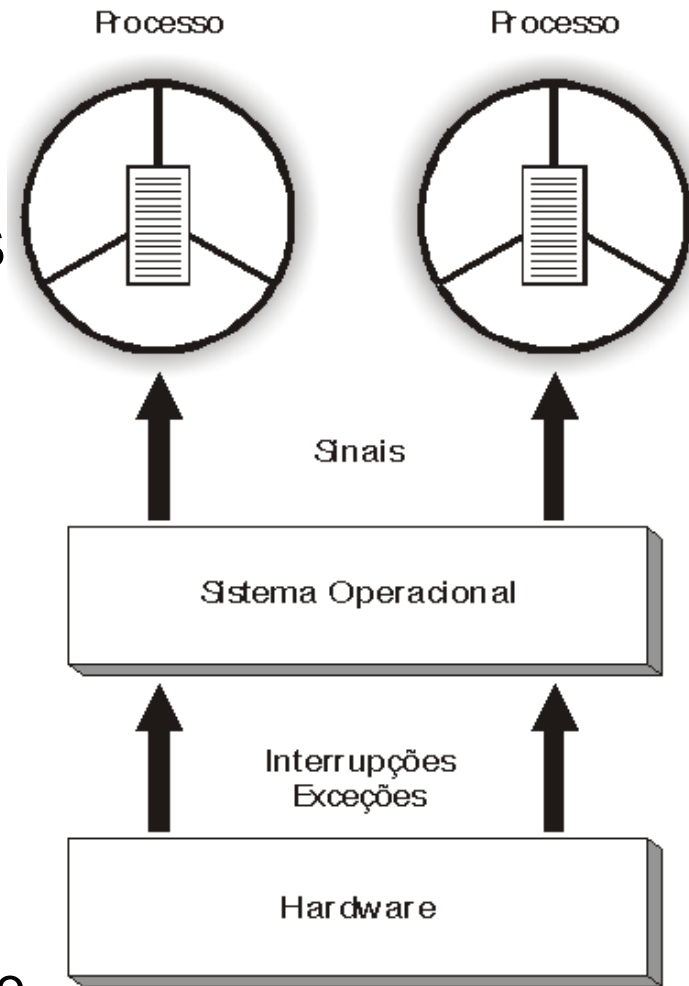 Processo Processo
s
Sinais
Sistema Operacional
Interrupções
Exceções
Hardware